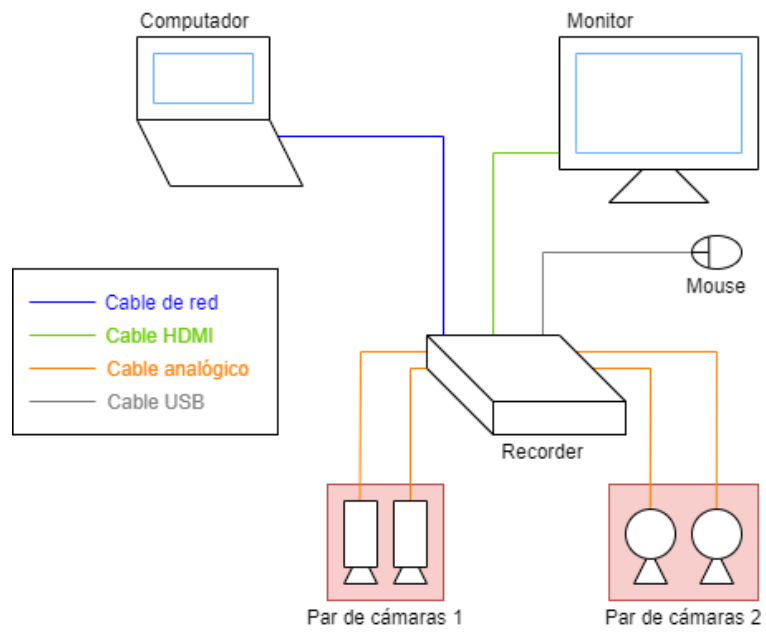 Computador
Monitor
Mouse
Cable de red
Cable HDMI
Cable analógico
Cable USB
Recorder
Par de cámaras 1
Par de cámaras 2